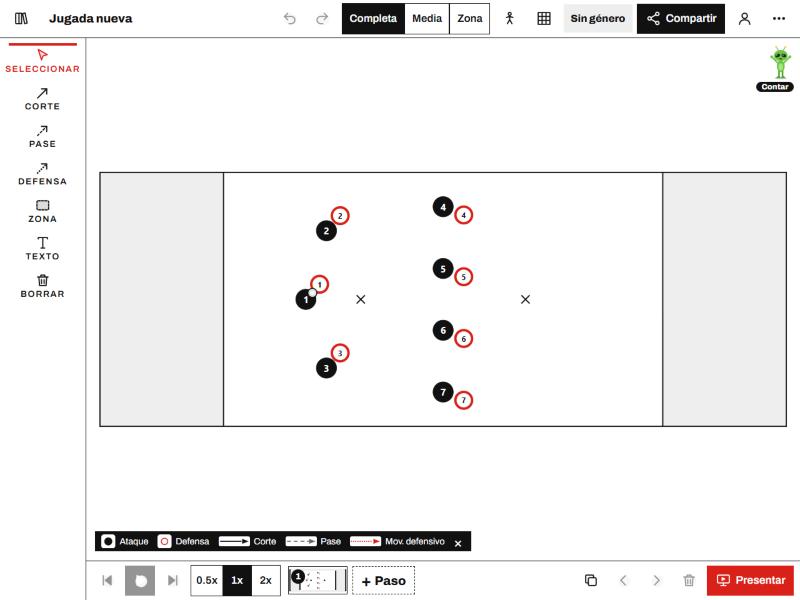 Jugada nueva
Completa
Media
Zona
Sin género
Compartir
SELECCIONAR
CORTE
PASE
DEFENSA
ZONA
TEXTO
BORRAR
Contar
2
2
1
1
3
3
4
4
5
5
6
6
7
7
Ataque
Defensa
Corte
Pase
Mov. defensivo
0.5x
1x
2x
1
+ Paso
Presentar